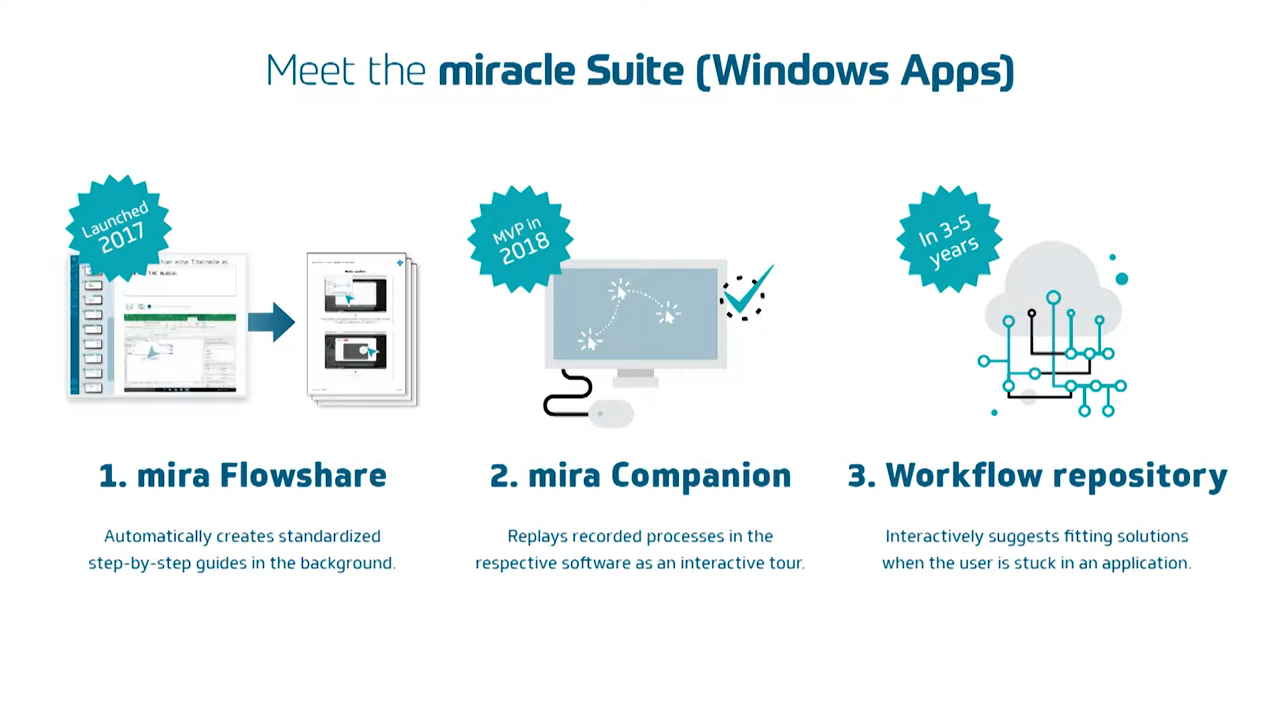 Meet the miracle Suite (Windows Apps)
Launched
2017
MVP in
2018
In 3-5
years
1. mira Flowshare
2. mira Companion
3. Workflow repository
Automatically creates standardized
step-by-step guides in the background.
Replays recorded processes in the
respective software as an interactive tour.
Interactively suggests fitting solutions
when the user is stuck in an application.